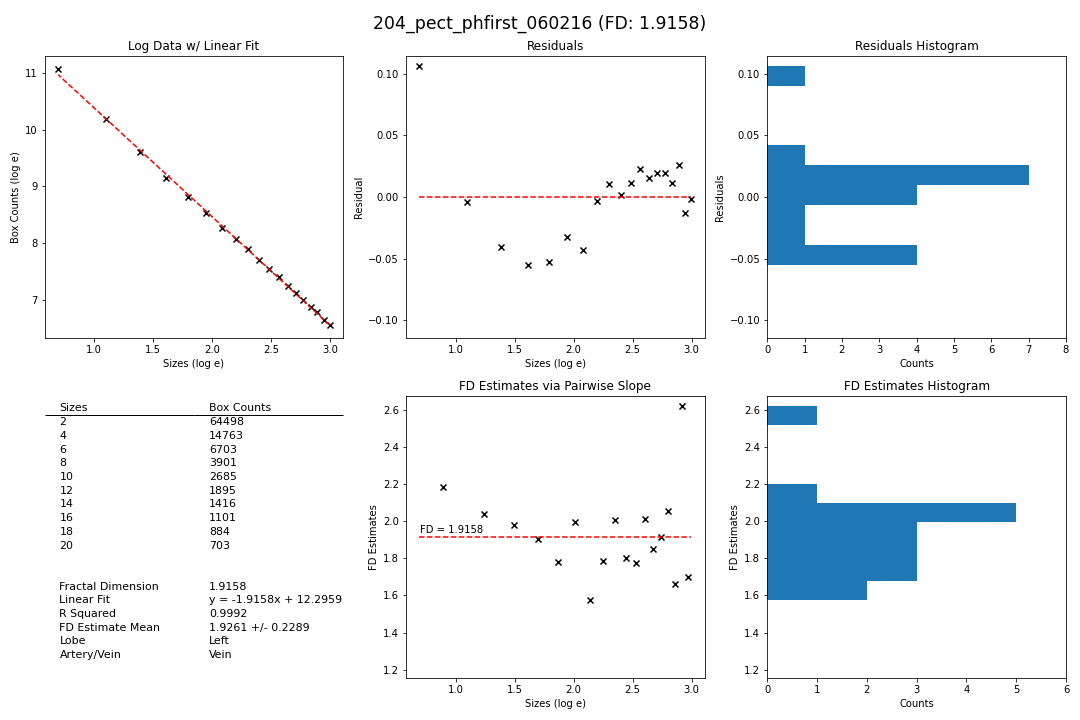 204_pect_phfirst_060216 (FD: 1.9158)
Log Data w/ Linear Fit
11
10
9
8
7
1.0 1.5 2.0 2.5 3.0
Box Counts (log e)
Sizes (log e)
Residuals
0.10
0.05
0.00
−0.05
−0.10
1.0 1.5 2.0 2.5 3.0
Residual
Sizes (log e)
Residuals Histogram
0.10
0.05
0.00
−0.05
−0.10
0 1 2 3 4 5 6 7 8
Residuals
Counts
Sizes Box Counts
2 64498
4 14763
6 6703
8 3901
10 2685
12 1895
14 1416
16 1101
18 884
20 703
Fractal Dimension 1.9158
Linear Fit y = -1.9158x + 12.2959
R Squared 0.9992
FD Estimate Mean 1.9261 +/- 0.2289
Lobe Left
Artery/Vein Vein
FD Estimates via Pairwise Slope
2.6
2.4
2.2
2.0
1.8
1.6
1.4
1.2
FD = 1.9158
1.0 1.5 2.0 2.5 3.0
FD Estimates
Sizes (log e)
FD Estimates Histogram
2.6
2.4
2.2
2.0
1.8
1.6
1.4
1.2
0 1 2 3 4 5 6
FD Estimates
Counts